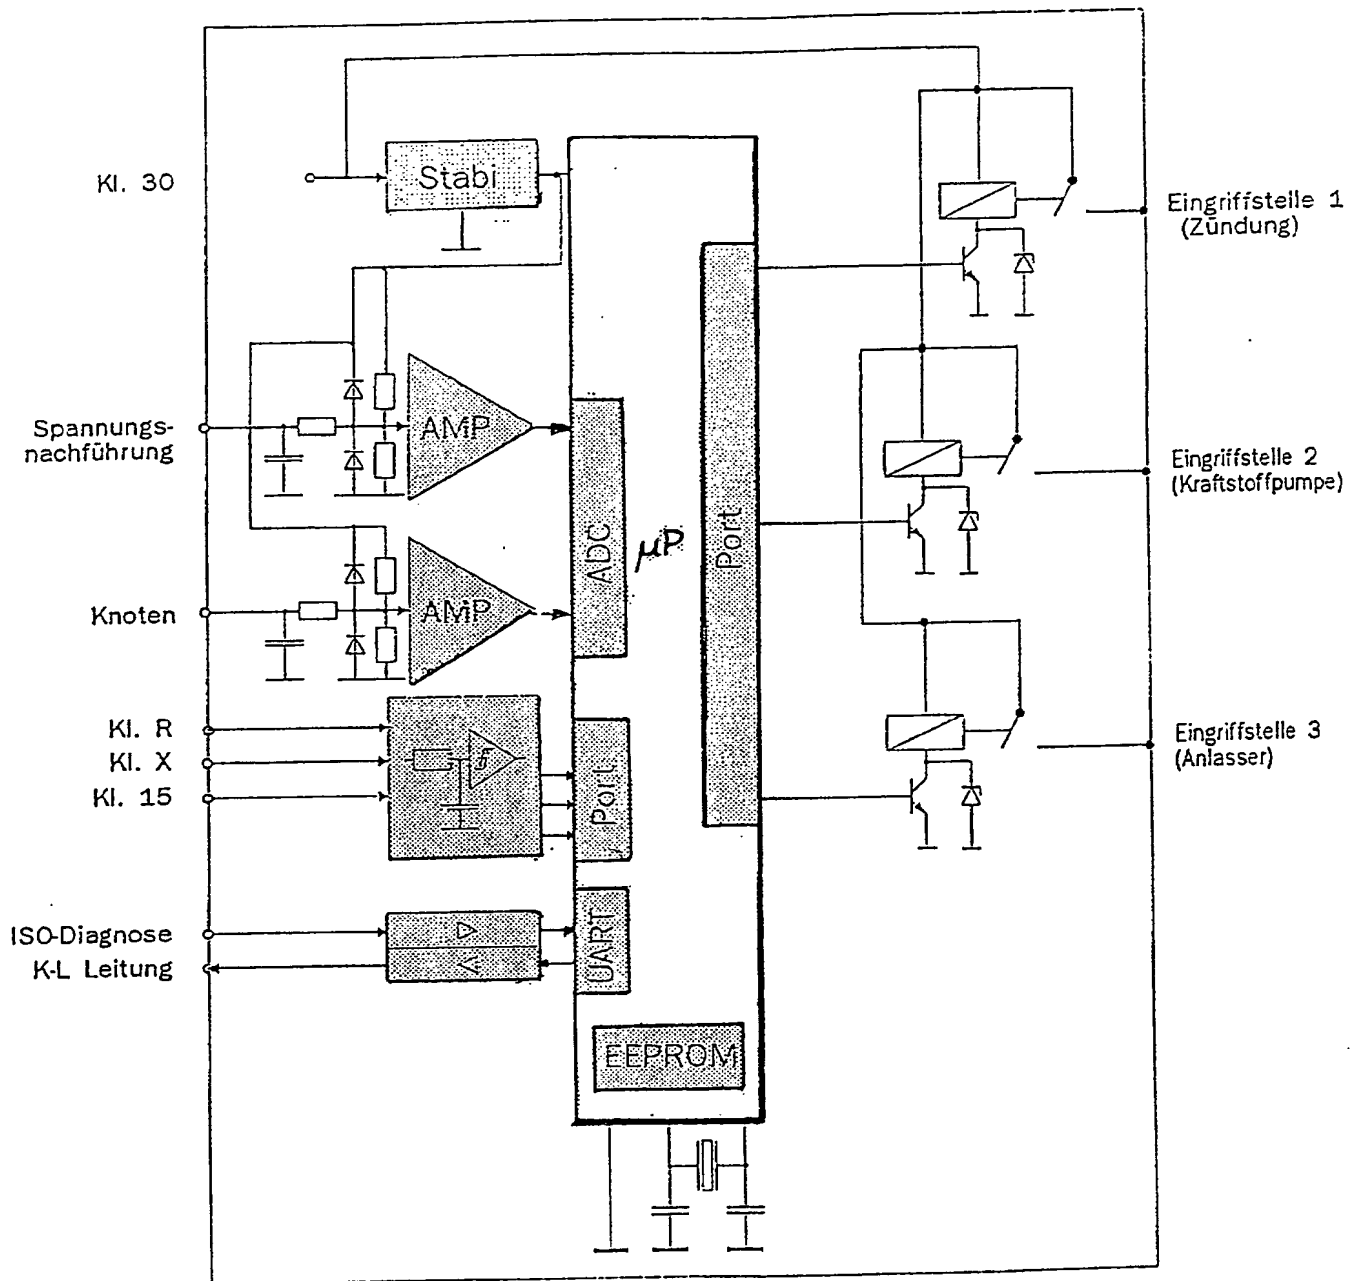 Kl. 30
Stabi
Eingriffstelle 1
(Zündung)
Spannungs-
nachführung
AMP
ADC
µP
Port
Eingriffstelle 2
(Kraftstoffpumpe)
Knoten
AMP
Kl. R
Kl. X
Kl. 15
Port
Eingriffstelle 3
(Anlasser)
ISO-Diagnose
K-L Leitung
UART
EEPROM